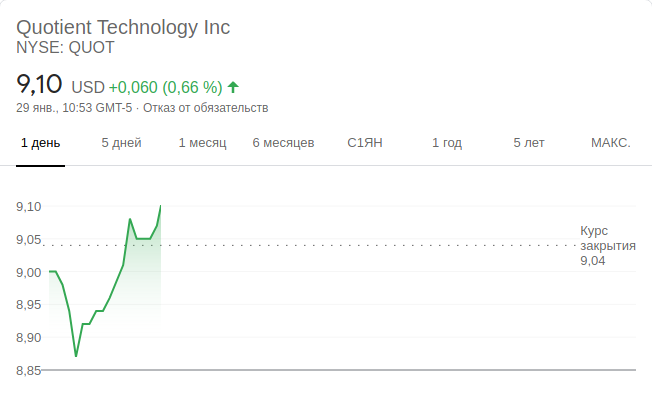 Quotient Technology Inc
NYSE: QUOT
9,10 USD +0,060 (0,66 %)
29 янв., 10:53 GMT-5 · Отказ от обязательств
1 день 5 дней 1 месяц 6 месяцев С1ЯН 1 год 5 лет МАКС.
9,10
9,05
9,00
8,95
8,90
8,85
Курс
закрытия
9,04